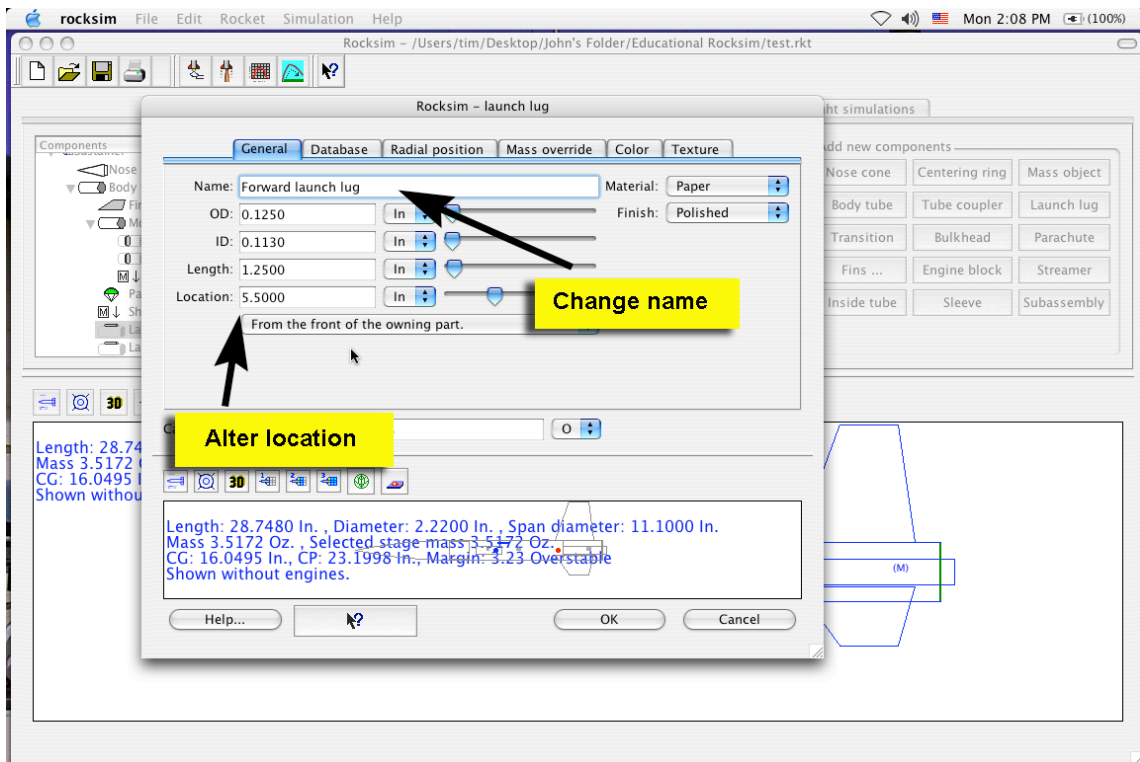 rocksim File Edit Rocket Simulation Help Mon 2:08 PM (100%)
Rocksim - /Users/tim/Desktop/John's Folder/Educational Rocksim/test.rkt
Rocksim - launch lug
ht simulations
Components
Add new components
General Database Radial position Mass override Color Texture
Nose
Nose cone Centering ring Mass object
Body
Name: Forward launch lug Material: Paper
Body tube Tube coupler Launch lug
OD: 0.1250 In Finish: Polished
Transition Bulkhead Parachute
ID: 0.1130 In
Fins ... Engine block Streamer
Length: 1.2500 In
Inside tube Sleeve Subassembly
Location: 5.5000 In
Change name
From the front of the owning part.
Alter location
O
3D
3D
Length: 28.74
Mass 3.5172
CG: 16.0495
Shown withou
Length: 28.7480 In. , Diameter: 2.2200 In. , Span diameter: 11.1000 In.
Mass 3.5172 Oz. , Selected stage mass 3.5172 Oz.
CG: 16.0495 In., CP: 23.1998 In., Margin: 3.23 Overstable
Shown without engines.
(M)
Help... OK Cancel